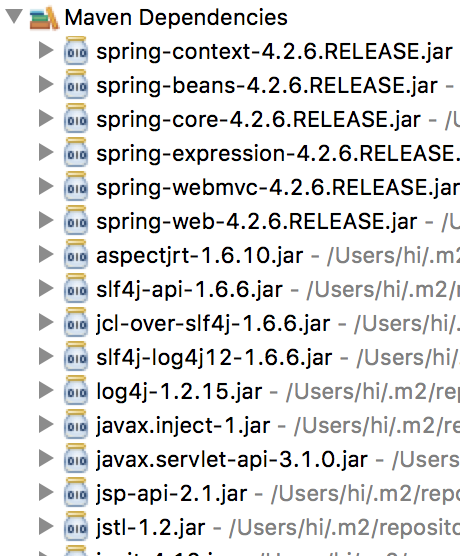 Maven Dependencies
spring-context-4.2.6.RELEASE.jar
spring-beans-4.2.6.RELEASE.jar -
spring-core-4.2.6.RELEASE.jar - /U
spring-expression-4.2.6.RELEASE.
spring-webmvc-4.2.6.RELEASE.jar
spring-web-4.2.6.RELEASE.jar - /U
aspectjrt-1.6.10.jar - /Users/hi/.m2
slf4j-api-1.6.6.jar - /Users/hi/.m2/r
jcl-over-slf4j-1.6.6.jar - /Users/hi/.
slf4j-log4j12-1.6.6.jar - /Users/hi/.
log4j-1.2.15.jar - /Users/hi/.m2/rep
javax.inject-1.jar - /Users/hi/.m2/re
javax.servlet-api-3.1.0.jar - /Users
jsp-api-2.1.jar - /Users/hi/.m2/repo
jstl-1.2.jar - /Users/hi/.m2/reposito